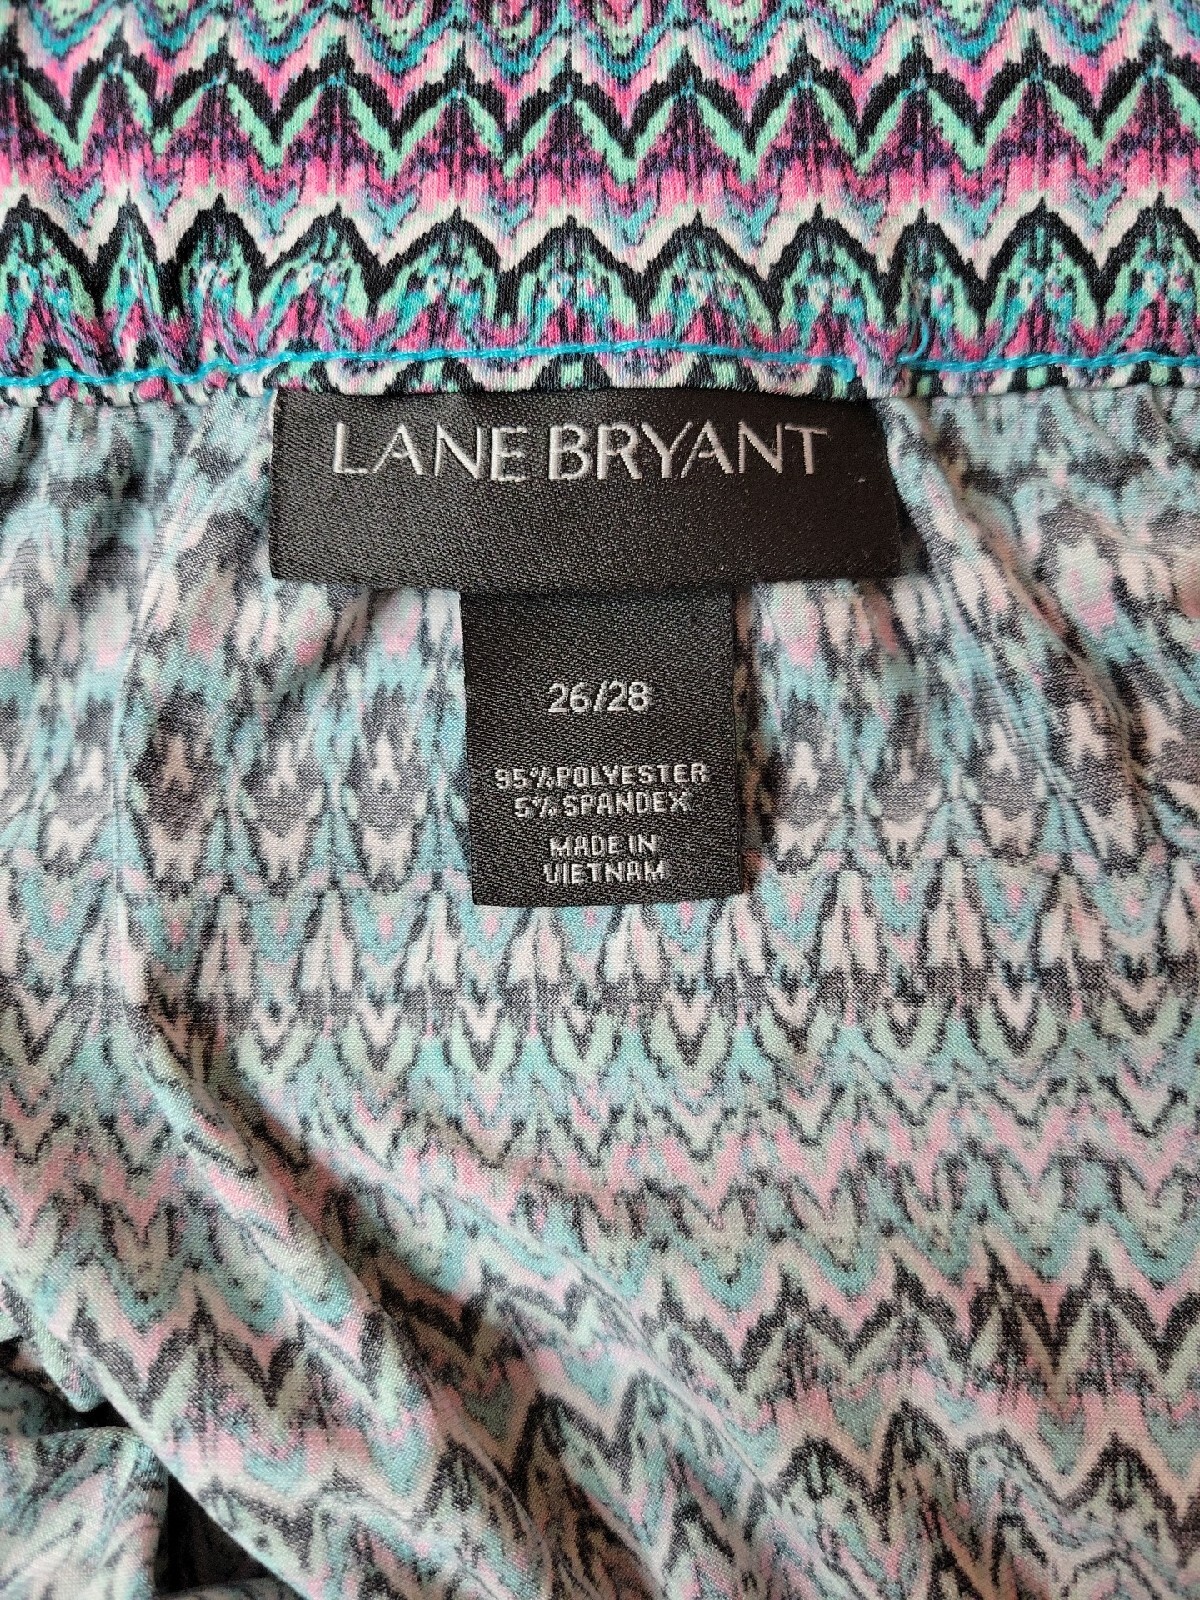 LANE BRYANT
26/28
95% POLYESTER
5% SPANDEX
MADE IN
VIETNAM